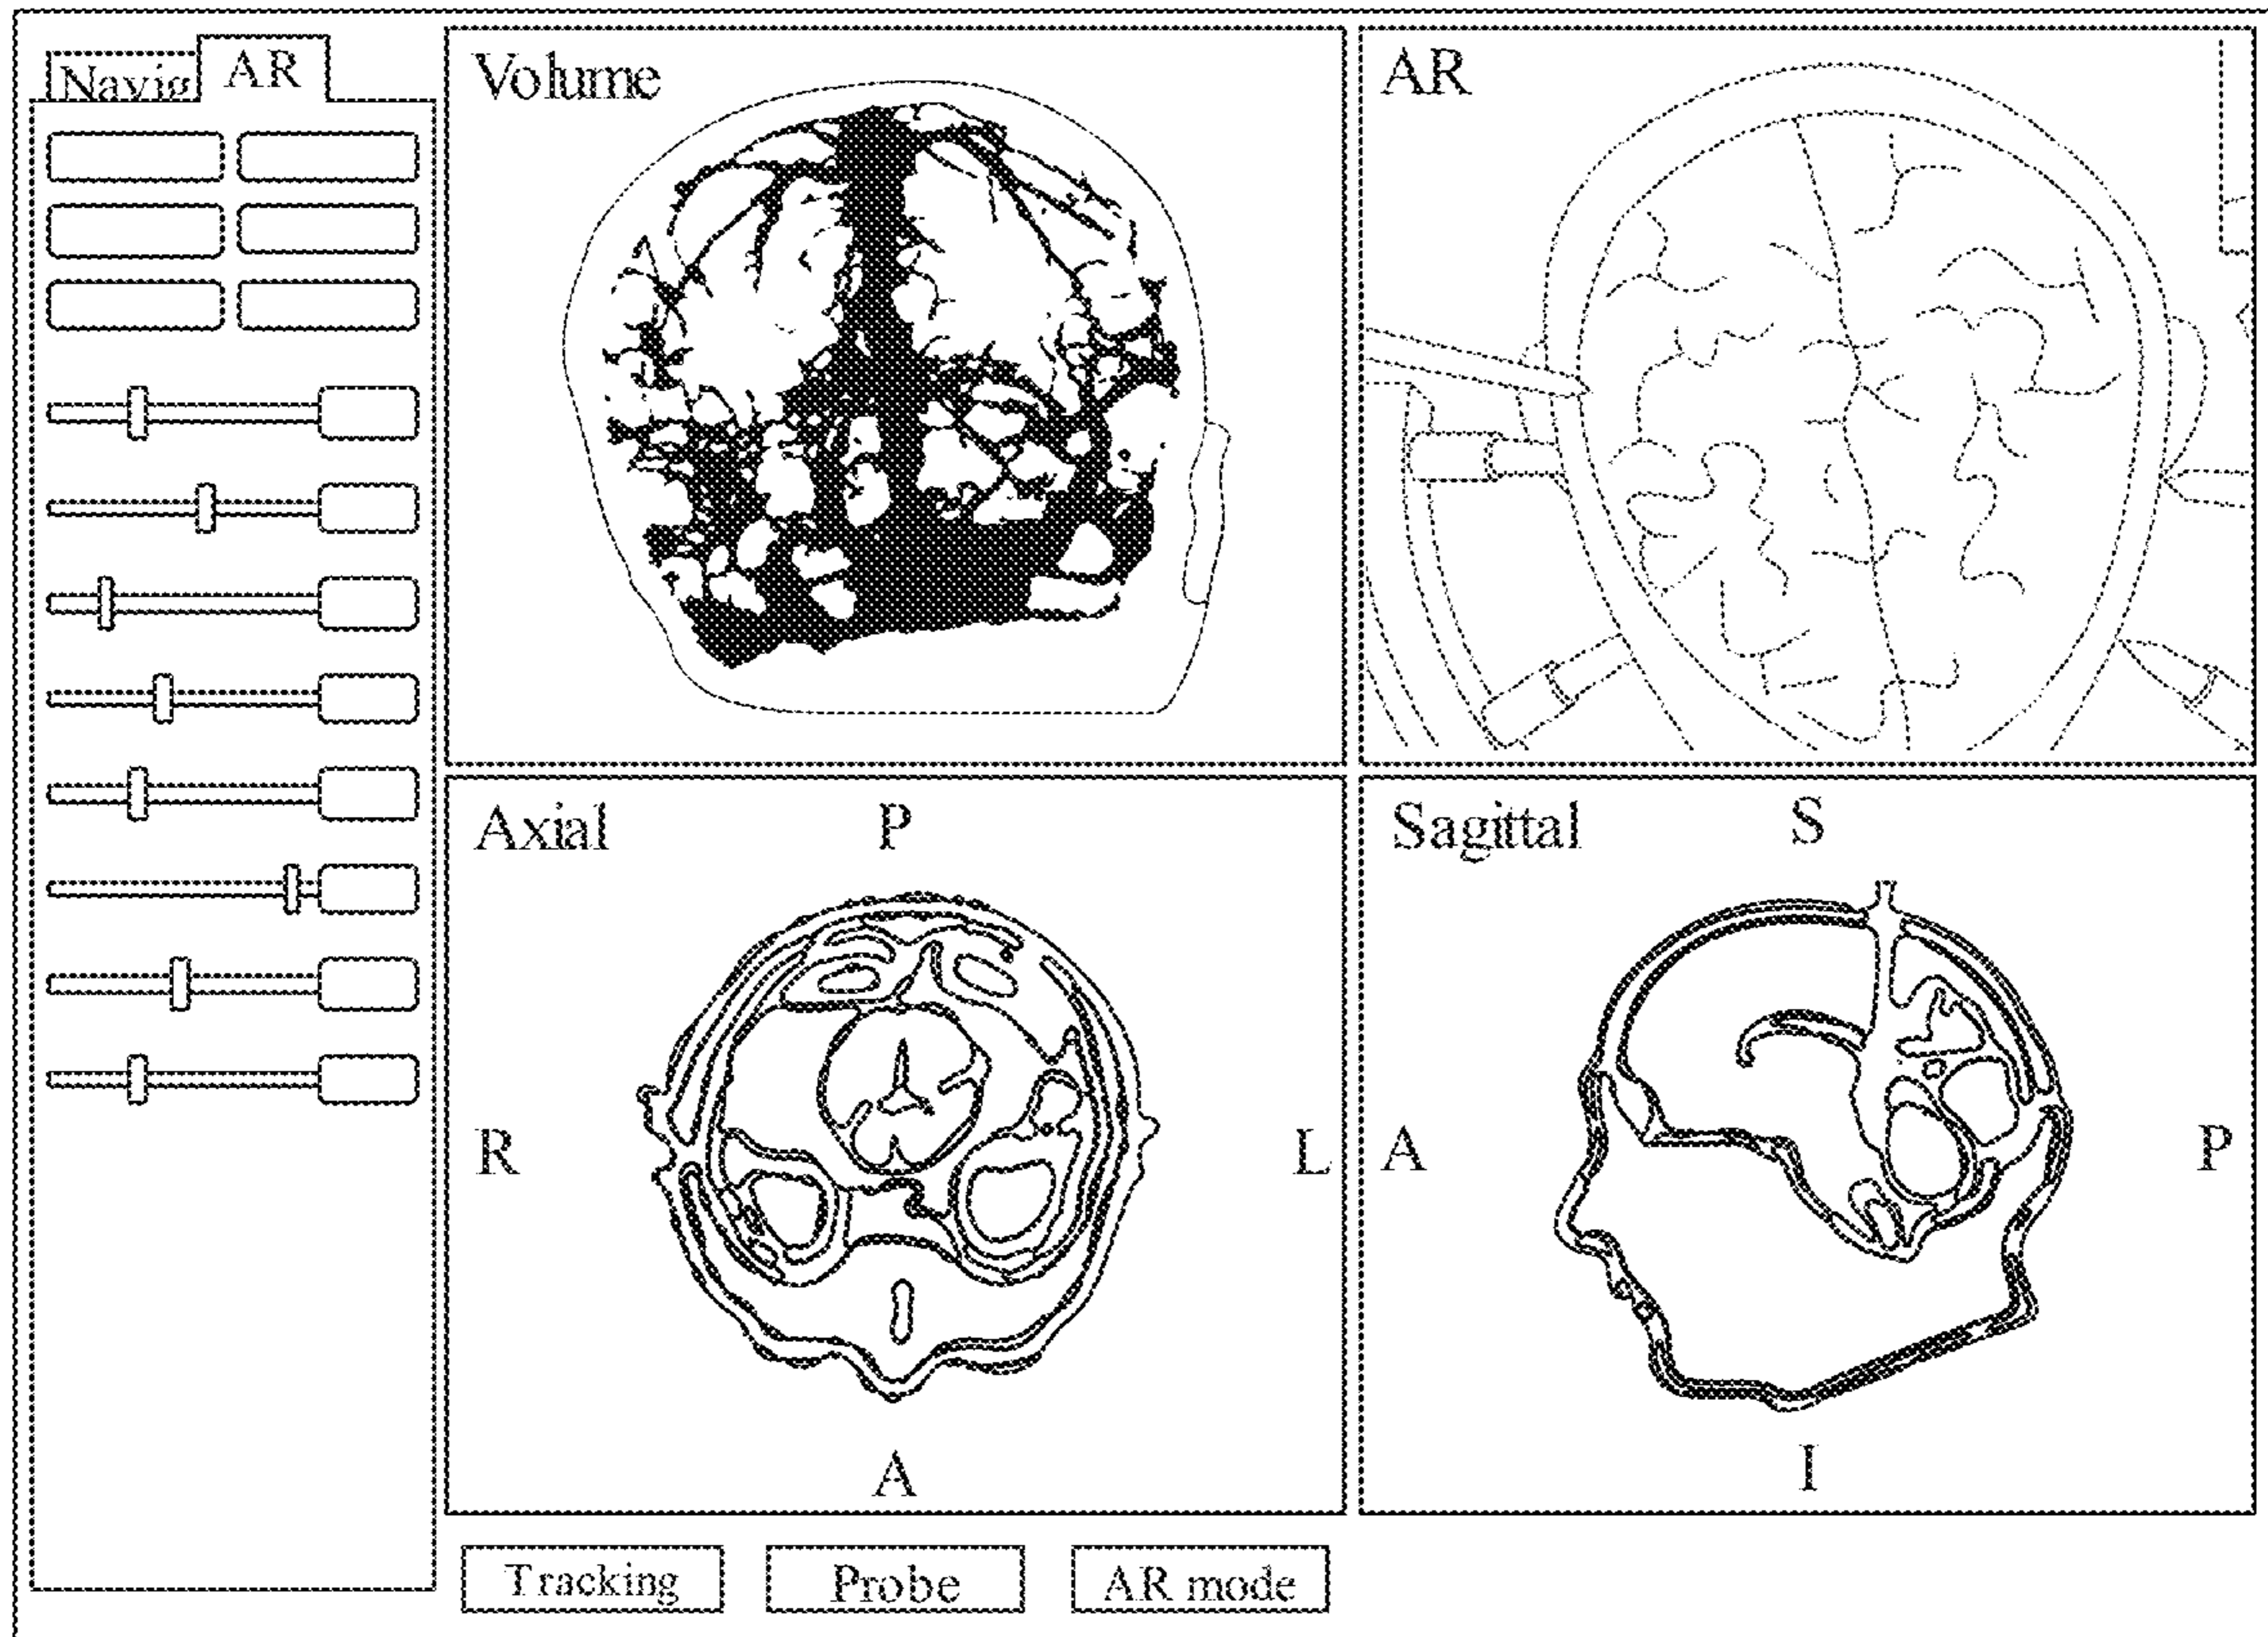 Navig
AR
Volume
AR
Axial
P
R
L
A
Sagittal
S
A
P
I
Tracking
Probe
AR mode